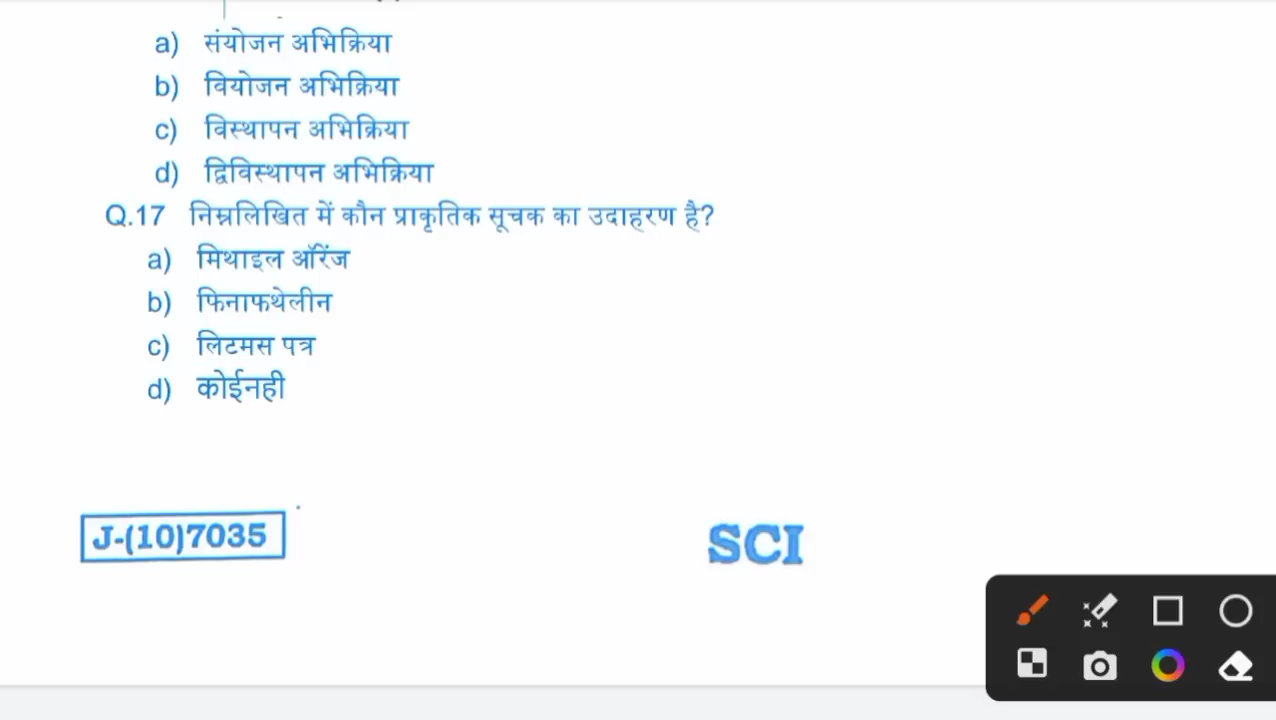 a) संयोजन अभिक्रिया
b) वियोजन अभिक्रिया
c) विस्थापन अभिक्रिया
d) द्विविस्थापन अभिक्रिया
Q.17 निम्नलिखित में कौन प्राकृतिक सूचक का उदाहरण है?
a) मिथाइल ऑरेंज
b) फिनाफथेलीन
c) लिटमस पत्र
d) कोईनही
J-(10)7035 SCI